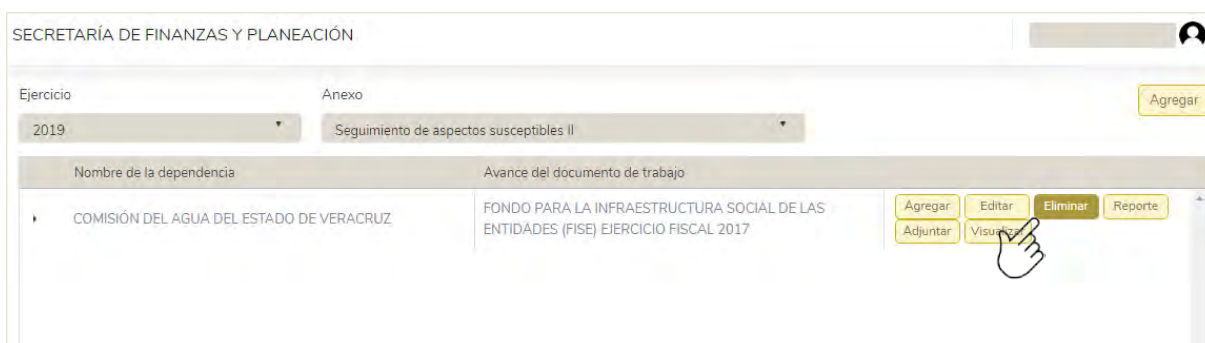 SECRETARÍA DE FINANZAS Y PLANEACIÓN
Ejercicio
Anexo
Agregar
2019
Seguimiento de aspectos susceptibles II
Nombre de la dependencia
Avance del documento de trabajo
COMISIÓN DEL AGUA DEL ESTADO DE VERACRUZ
FONDO PARA LA INFRAESTRUCTURA SOCIAL DE LAS
ENTIDADES (FISE) EJERCICIO FISCAL 2017
Agregar Editar Eliminar Reporte
Adjuntar Visualizar